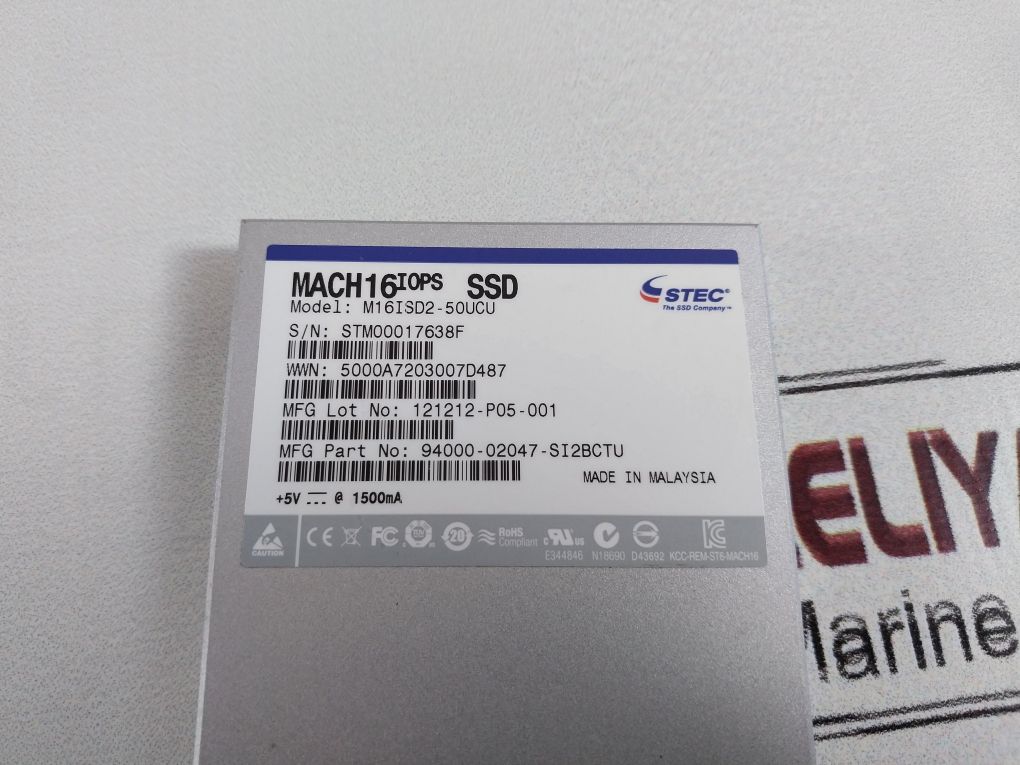 MACH16IOPS SSD
Model: M16ISD2-50UCU
STEC®
The SSD Company™
S/N: STM00017638F
WWN: 5000A7203007D487
MFG Lot No: 121212-P05-001
MFG Part No: 94000-02047-SI2BCTU
MADE IN MALAYSIA
+5V @ 1500mA
CAUTION
CE FC 20 RoHS
Compliant
c US
E344846 N18690 D43692 KCC-REM-ST6-MACH16
ELIY
Marine